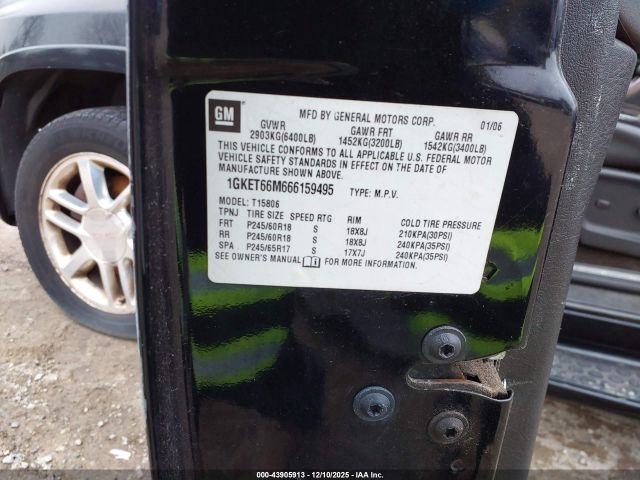 GM
MFD BY GENERAL MOTORS CORP. 01/06
GVWR GAWR FRT GAWR RR
2903KG(6400LB) 1452KG(3200LB) 1542KG(3400LB)
THIS VEHICLE CONFORMS TO ALL APPLICABLE U.S. FEDERAL MOTOR
VEHICLE SAFETY STANDARDS IN EFFECT ON THE DATE OF
MANUFACTURE SHOWN ABOVE.
1GKET66M666159495 TYPE: M.P.V.
MODEL: T15806
TPNJ TIRE SIZE SPEED RTG RIM COLD TIRE PRESSURE
FRT P245/60R18 S 18X8J 210KPA(30PSI)
RR P245/60R18 S 18X8J 240KPA(35PSI)
SPA P245/65R17 S 17X7J 240KPA(35PSI)
SEE OWNER'S MANUAL FOR MORE INFORMATION.
000-43905913 - 12/10/2025 - IAA Inc.